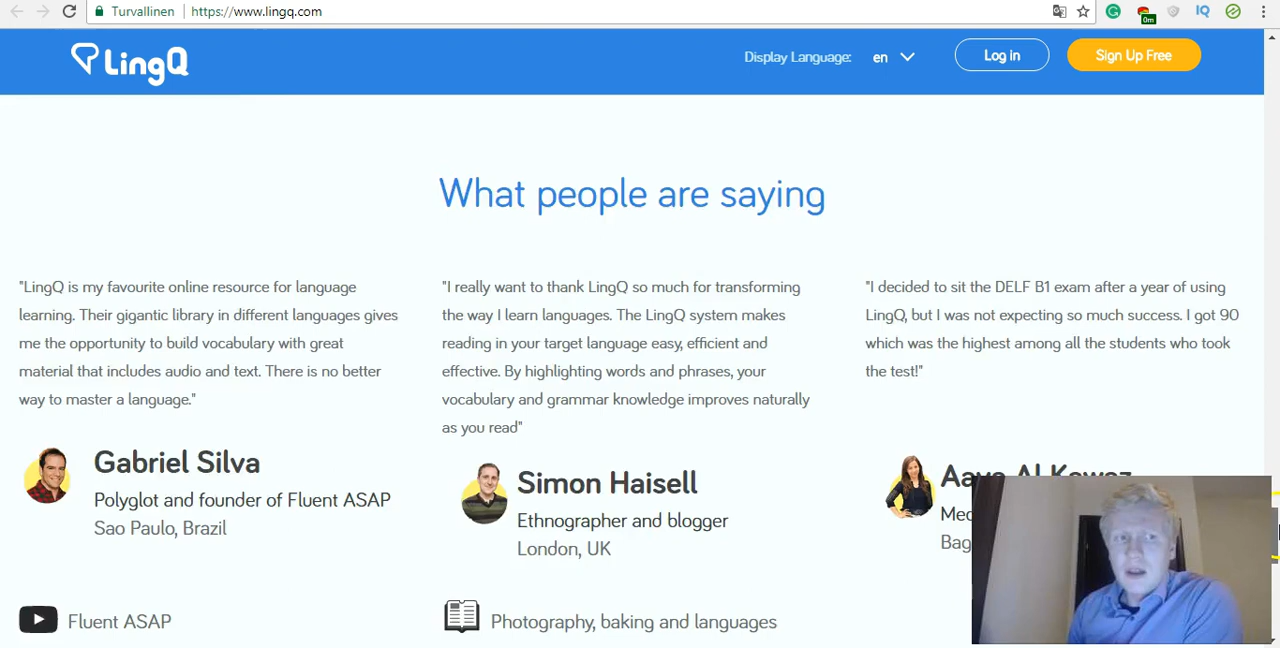 Turvallinen
https://www.lingq.com
0m
IQ
LingQ
Display Language:
en
Log in
Sign Up Free
What people are saying
"LingQ is my favourite online resource for language
learning. Their gigantic library in different languages gives
me the opportunity to build vocabulary with great
material that includes audio and text. There is no better
way to master a language."
Gabriel Silva
Polyglot and founder of Fluent ASAP
Sao Paulo, Brazil
Fluent ASAP
"I really want to thank LingQ so much for transforming
the way I learn languages. The LingQ system makes
reading in your target language easy, efficient and
effective. By highlighting words and phrases, your
vocabulary and grammar knowledge improves naturally
as you read"
Simon Haisell
Ethnographer and blogger
London, UK
Photography, baking and languages
"I decided to sit the DELF B1 exam after a year of using
LingQ, but I was not expecting so much success. I got 90
which was the highest among all the students who took
the test!"